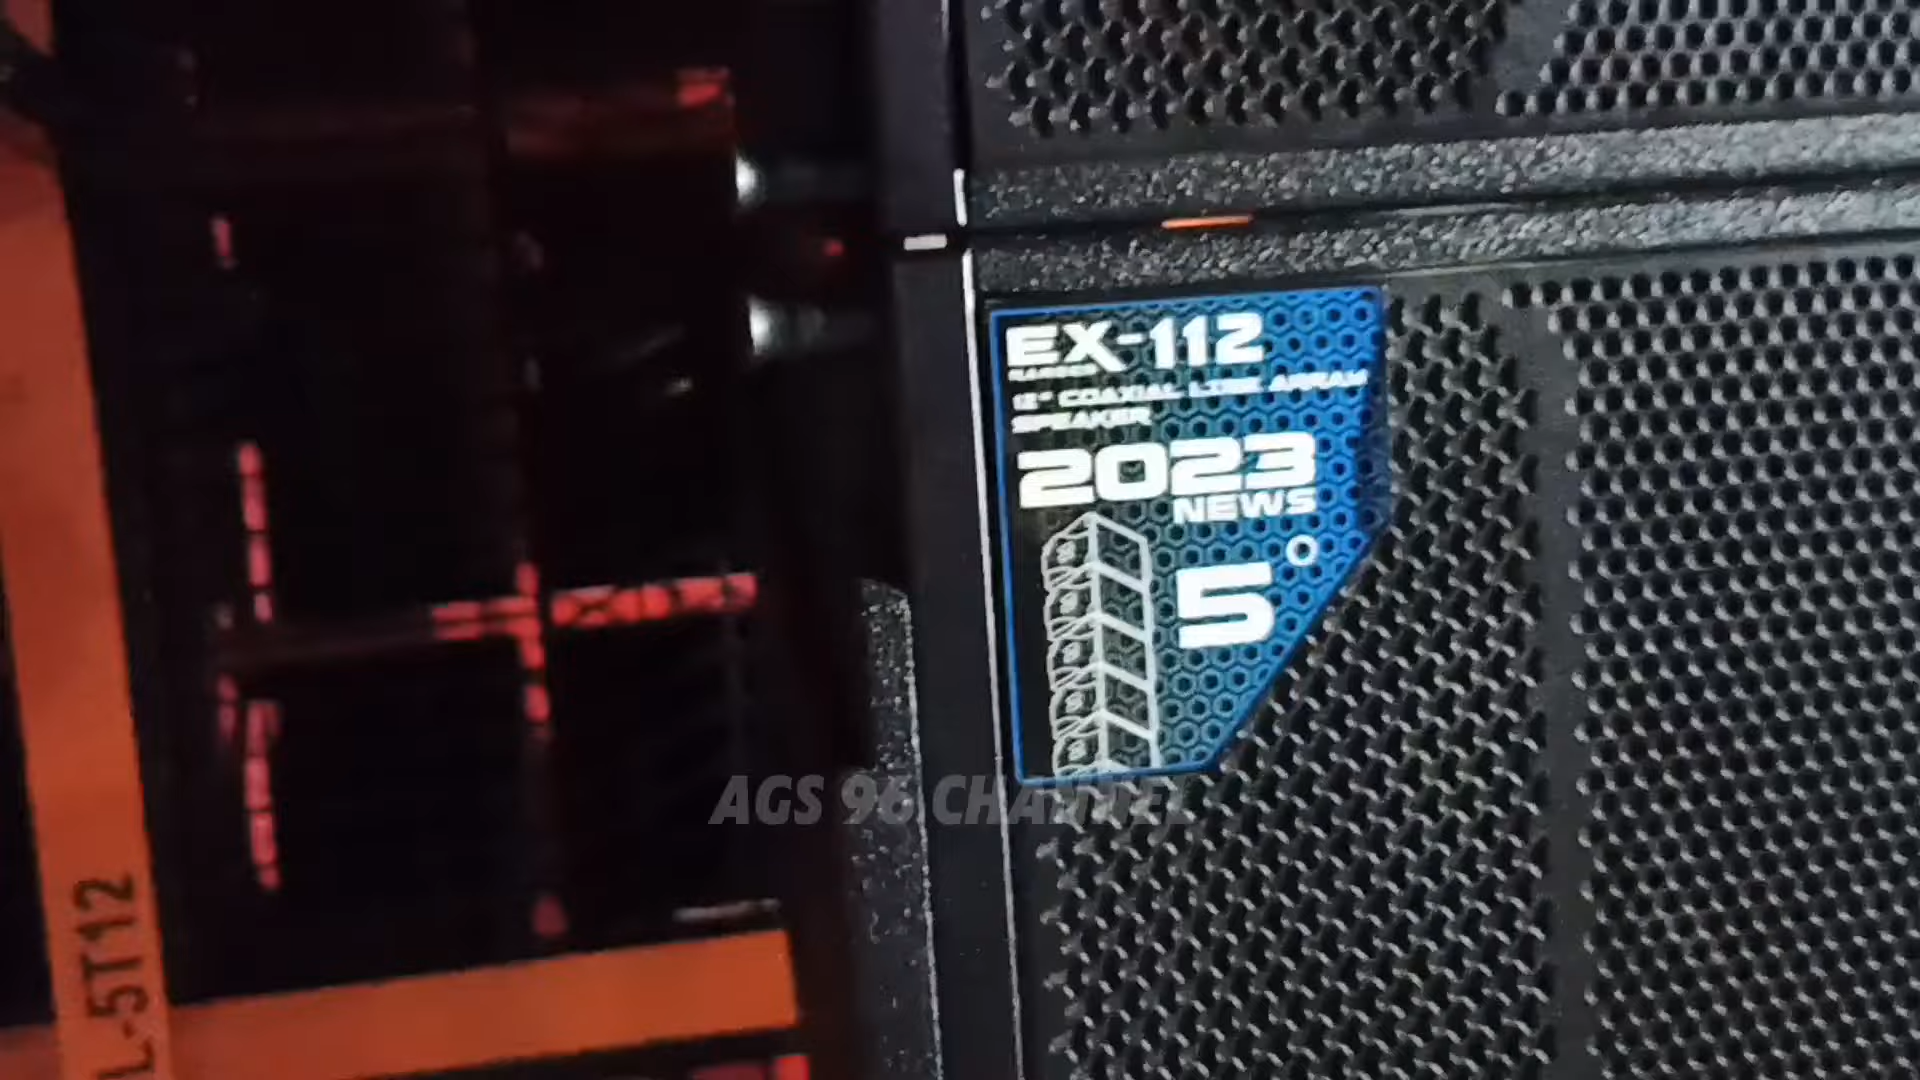 EX-112
12" COAXIAL LINE ARRAY
SPEAKER
2023
NEWS
5°
AGS 96 CHANNEL
L-5T12